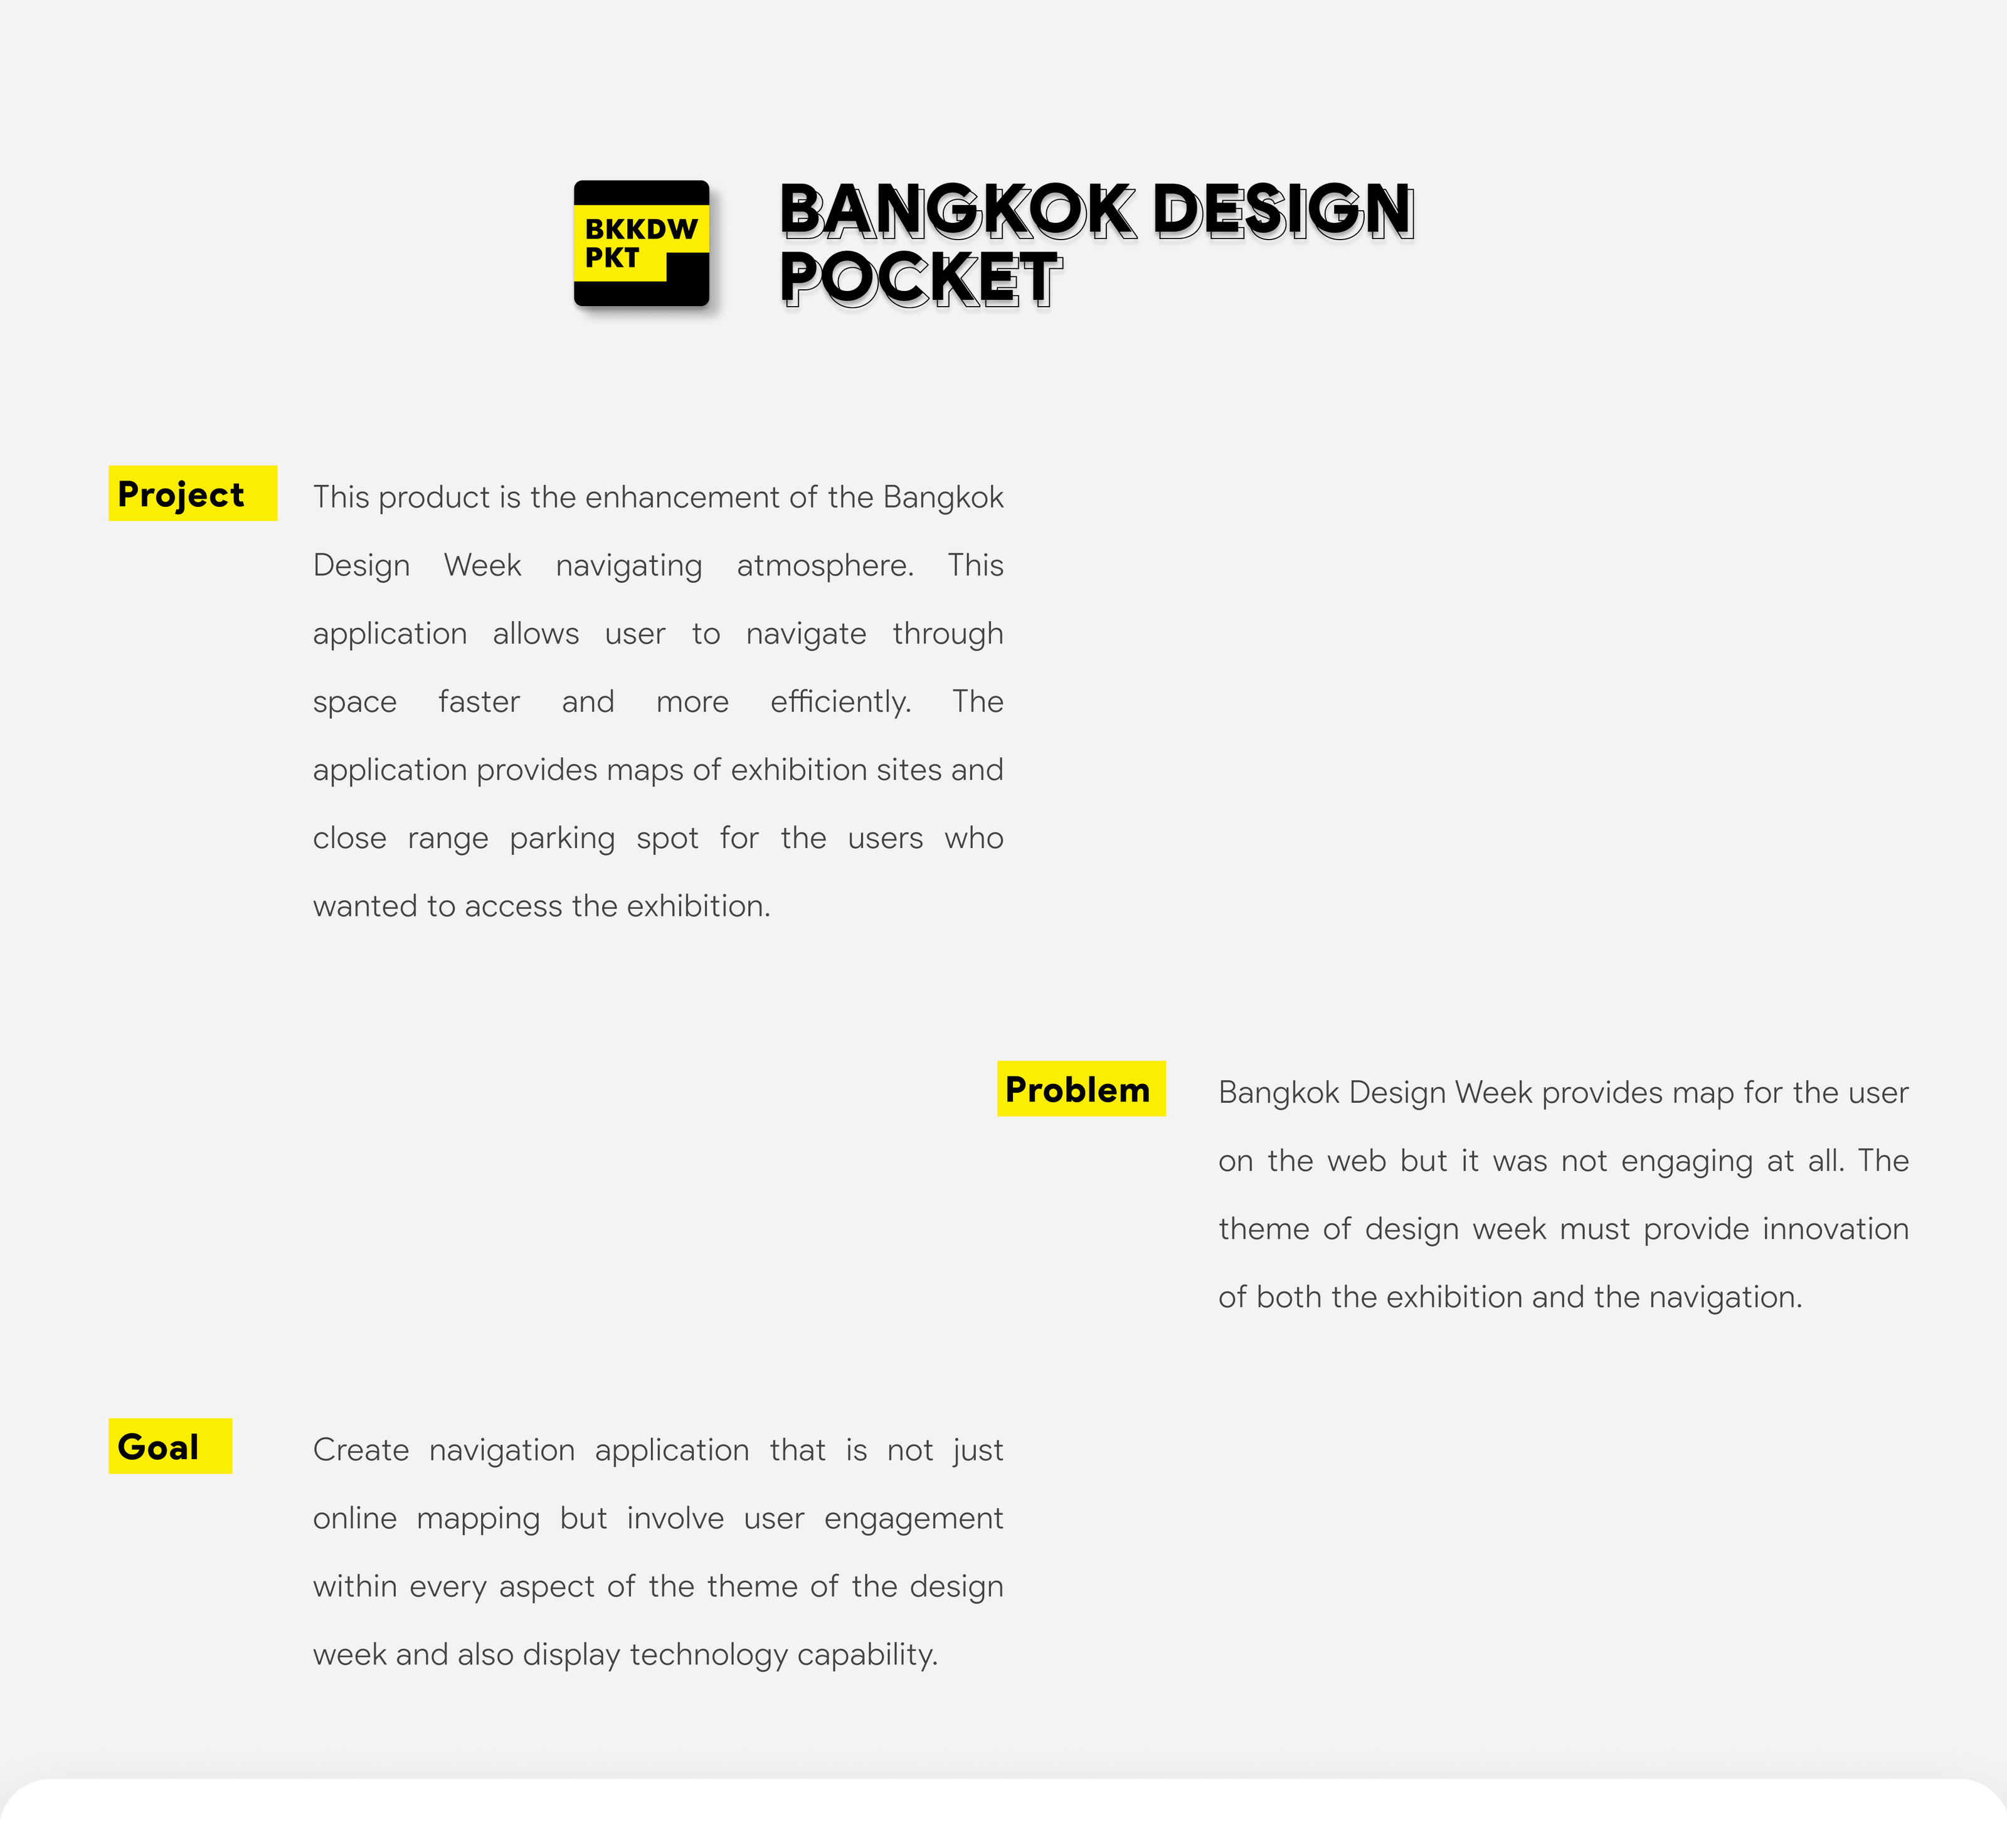 BKKDW
PKT
BANGKOK DESIGN
POCKET
Project
This product is the enhancement of the Bangkok
Design Week navigating atmosphere. This
application allows user to navigate through
space faster and more efficiently. The
application provides maps of exhibition sites and
close range parking spot for the users who
wanted to access the exhibition.
Problem
Bangkok Design Week provides map for the user
on the web but it was not engaging at all. The
theme of design week must provide innovation
of both the exhibition and the navigation.
Goal
Create navigation application that is not just
online mapping but involve user engagement
within every aspect of the theme of the design
week and also display technology capability.